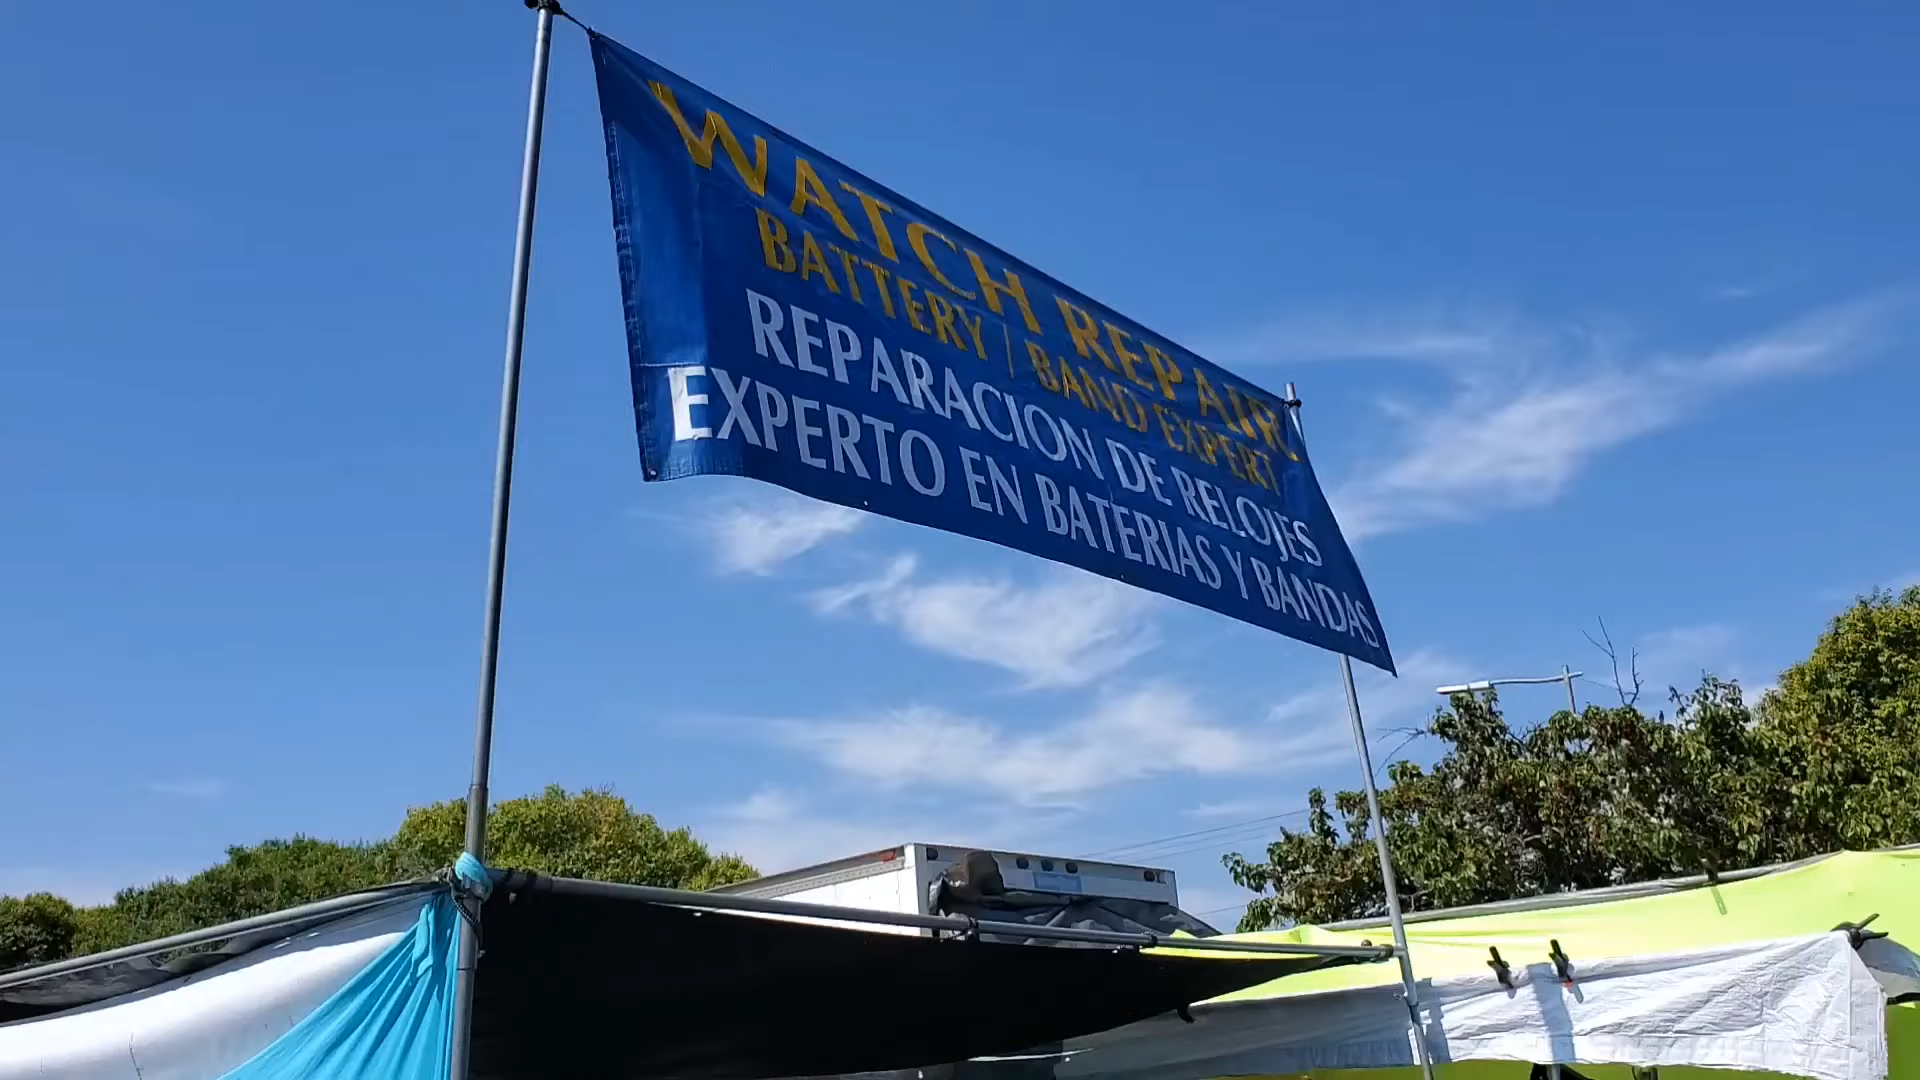 WATCH REPAIR
BATTERY / BAND EXPERT
REPARACION DE RELOJES
EXPERTO EN BATERIAS Y BANDAS